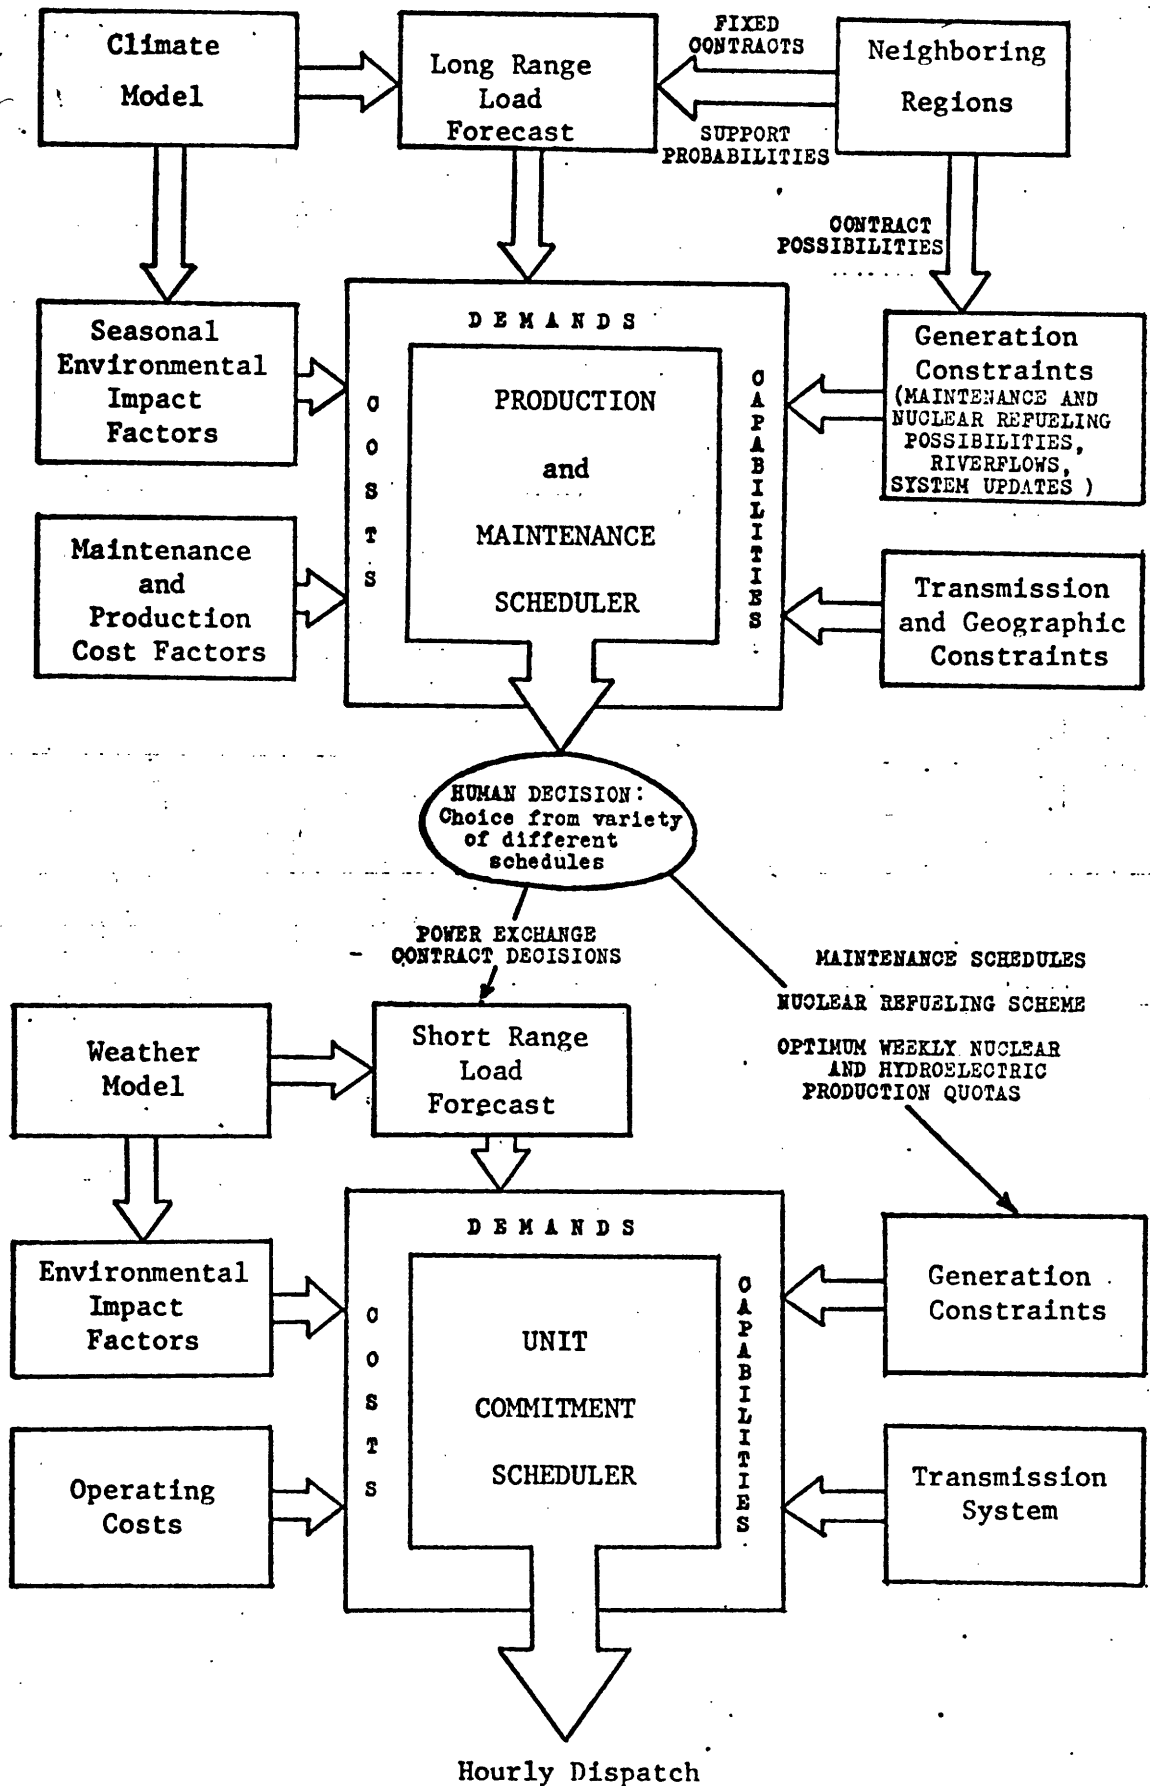 Climate
Model
Long Range
Load
Forecast
FIXED
CONTRACTS
SUPPORT
PROBABILITIES
Neighboring
Regions
CONTRACT
POSSIBILITIES
Seasonal
Environmental
Impact
Factors
Maintenance
and
Production
Cost Factors
D E M A N D S
C O S T S
PRODUCTION
and
MAINTENANCE
SCHEDULER
CAPABILITIES
Generation
Constraints
(MAINTENANCE AND
NUCLEAR REFUELING
POSSIBILITIES,
RIVERFLOWS,
SYSTEM UPDATES )
Transmission
and Geographic
Constraints
HUMAN DECISION:
Choice from variety
of different
schedules
POWER EXCHANGE
CONTRACT DECISIONS
MAINTENANCE SCHEDULES
NUCLEAR REFUELING SCHEME
OPTIMUM WEEKLY NUCLEAR
AND HYDROELECTRIC
PRODUCTION QUOTAS
Weather
Model
Short Range
Load
Forecast
Environmental
Impact
Factors
Operating
Costs
D E M A N D S
C O S T S
UNIT
COMMITMENT
SCHEDULER
CAPABILITIES
Generation
Constraints
Transmission
System
Hourly Dispatch